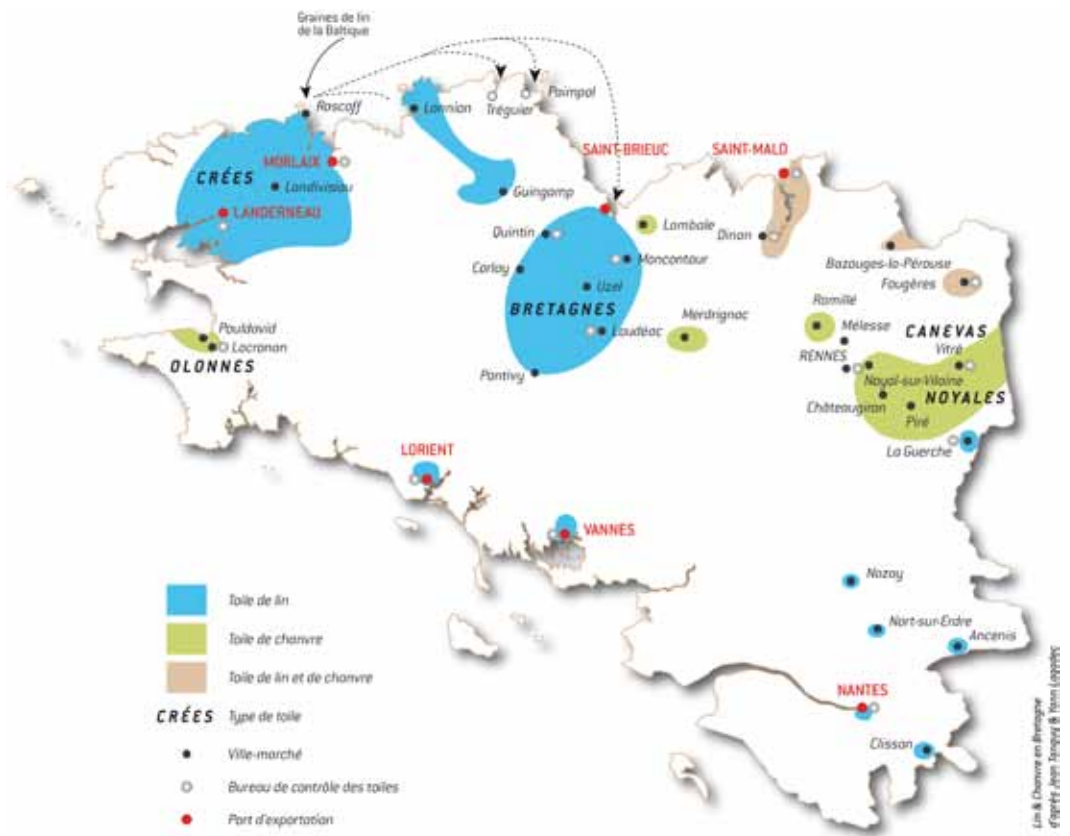 Graines de lin
de la Baltique
Roscoff
Lannion
Tréguier
Paimpol
MORLAIX
SAINT-BRIEUC
SAINT-MALO
CRÉES
Landivisiau
LANDERNEAU
Guingamp
Quintin
Lambale
Dinan
Corlay
Moncontour
Bazouges-la-Pérouse
Uzel
Fougères
BRETAGNES
Merdrignac
Romillé
Pouldavid
Loudéac
Mélesse
CANEVAS
Locronan
RENNES
Vitré
OLONNES
Pontivy
Noyal-sur-Vilaine
Châteaugiron
NOYALES
Piré
LORIENT
La Guerche
VANNES
Nozay
Nort-sur-Erdre
Ancenis
NANTES
Clisson
Toile de lin
Toile de chanvre
Toile de lin et de chanvre
CRÉES Type de toile
Ville-marché
Bureau de contrôle des toiles
Port d'exportation
Lin & Chanvre en Bretagne
d'après Jean Tanguy & Yann Lagadec